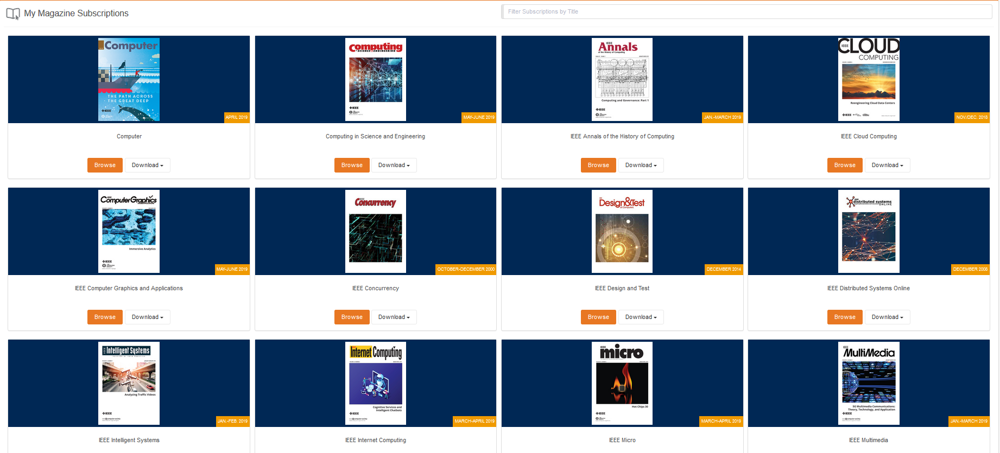 My Magazine Subscriptions
Filter Subscriptions by Title
Computer
THE PATH ACROSS
THE GREAT DEEP
IEEE
APRIL 2019
Computer
Browse
Download
Computing
in SCIENCE & ENGINEERING
IEEE
MAY-JUNE 2019
Computing in Science and Engineering
Browse
Download
IEEE
Annals
of the History of Computing
Computing and Governance: Part 1
IEEE
JAN.-MARCH 2019
IEEE Annals of the History of Computing
Browse
Download
IEEE
CLOUD
COMPUTING
Reengineering Cloud Data Centers
IEEE
NOV./DEC. 2018
IEEE Cloud Computing
Browse
Download
IEEE
Computer Graphics
AND APPLICATIONS
Immersive Analytics
IEEE
MAY-JUNE 2019
IEEE Computer Graphics and Applications
Browse
Download
IEEE
Concurrency
OCTOBER-DECEMBER 2000
IEEE Concurrency
Browse
Download
Design&Test
of Computers
DECEMBER 2014
IEEE Design and Test
Browse
Download
IEEE
distributed systems
ONLINE
DECEMBER 2008
IEEE Distributed Systems Online
Browse
Download
IEEE
Intelligent Systems
Analyzing Traffic Videos
IEEE
JAN.-FEB. 2019
IEEE Intelligent Systems
IEEE
Internet Computing
Cognitive Services and
Intelligent Chatbots
IEEE
MARCH-APRIL 2019
IEEE Internet Computing
IEEE
micro
Hot Chips 30
IEEE
MARCH-APRIL 2019
IEEE Micro
IEEE
MultiMedia
5G Multimedia Communications:
Theory, Technology, and Application
IEEE
JAN.-MARCH 2019
IEEE Multimedia